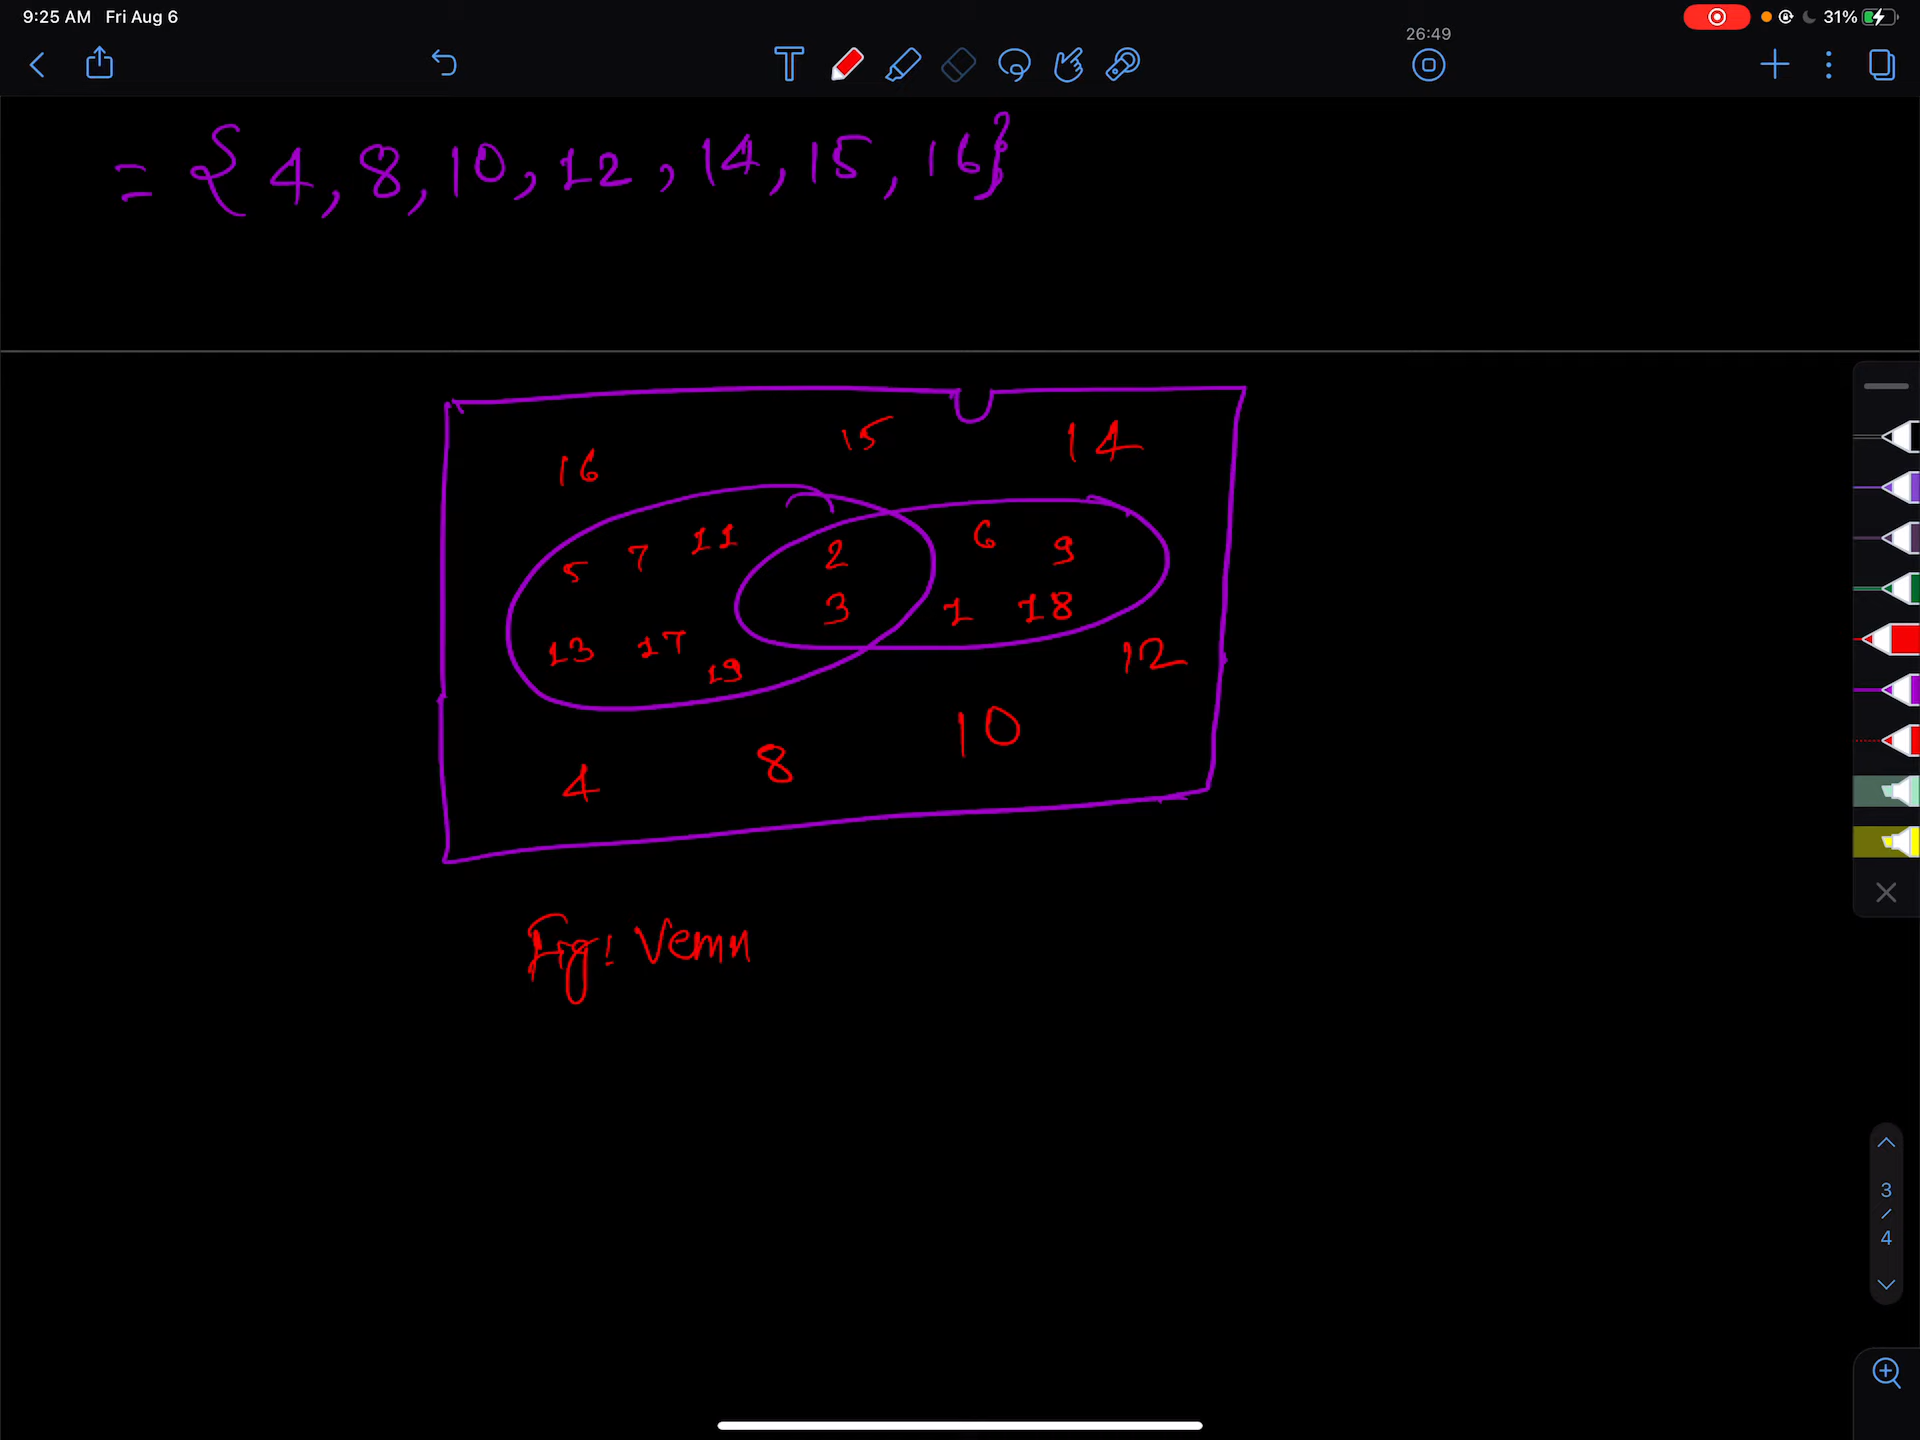 9:25 AM Fri Aug 6
31%
26:49
= {4, 8, 10, 12, 14, 15, 16}
U
16 15 14
5 7 11 2 6 9
13 17 19 3 1 18
12
4 8 10
Fig: Vemn
3
/
4